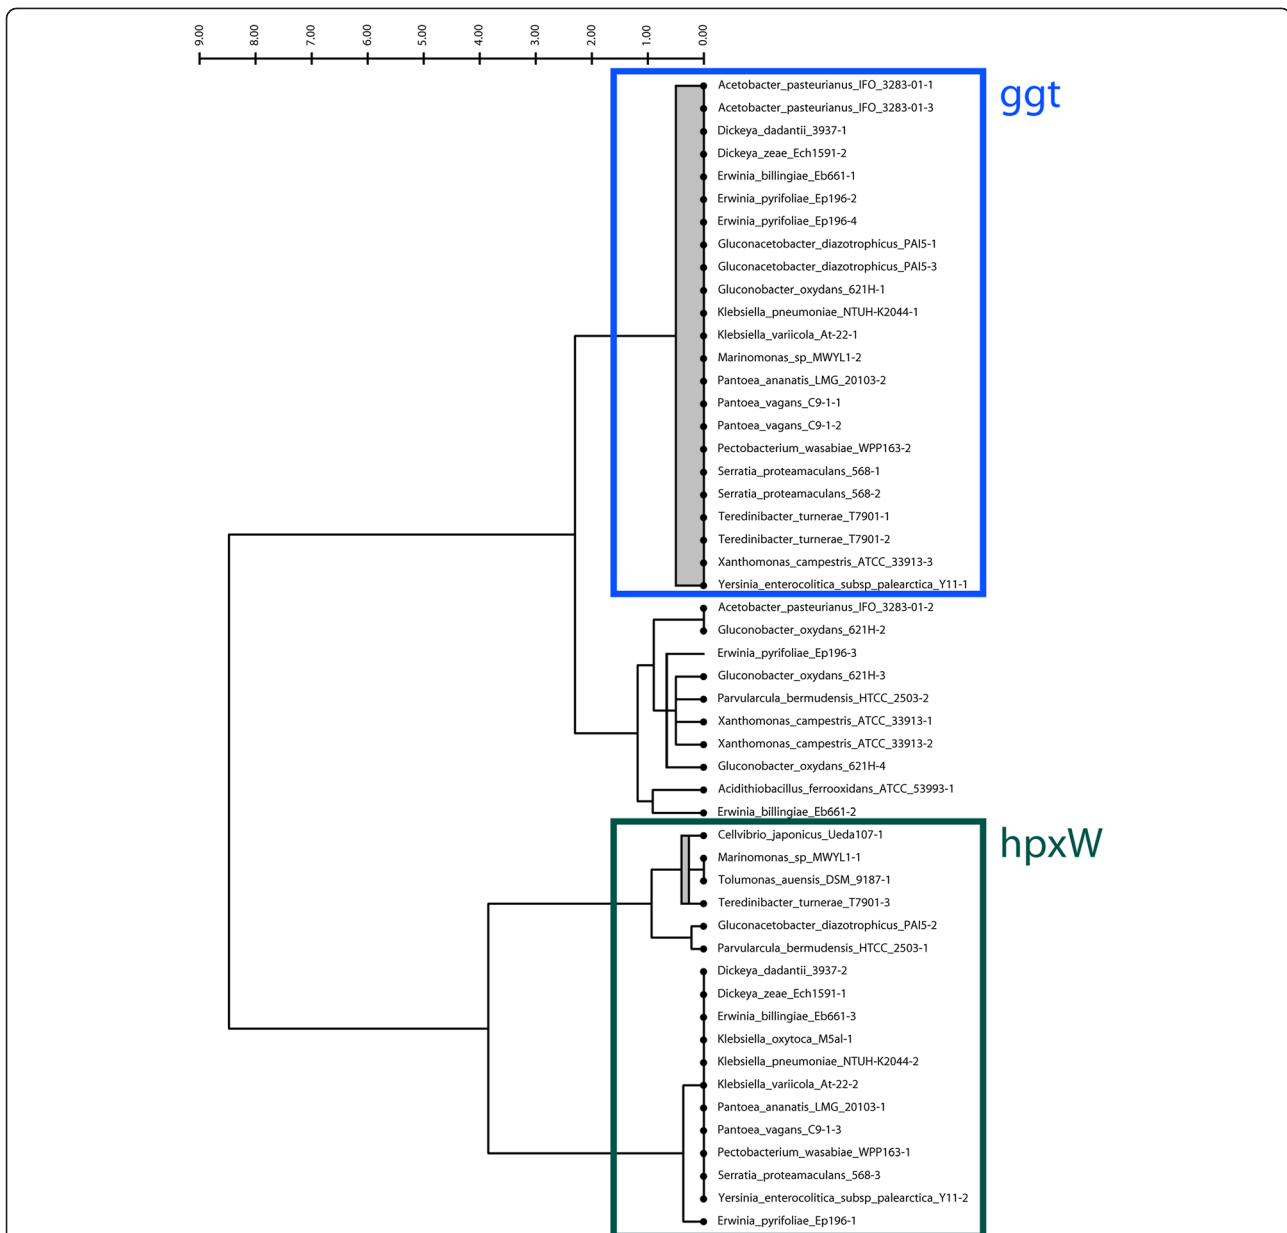 9.00 8.00 7.00 6.00 5.00 4.00 3.00 2.00 1.00 0.00
ggt
Acetobacter_pasteurianus_IFO_3283-01-1
Acetobacter_pasteurianus_IFO_3283-01-3
Dickeya_dadantii_3937-1
Dickeya_zeae_Ech1591-2
Erwinia_billingiae_Eb661-1
Erwinia_pyrifoliae_Ep196-2
Erwinia_pyrifoliae_Ep196-4
Gluconacetobacter_diazotrophicus_PAl5-1
Gluconacetobacter_diazotrophicus_PAl5-3
Gluconobacter_oxydans_621H-1
Klebsiella_pneumoniae_NTUH-K2044-1
Klebsiella_variicola_At-22-1
Marinomonas_sp_MWYL1-2
Pantoea_ananatis_LMG_20103-2
Pantoea_vagans_C9-1-1
Pantoea_vagans_C9-1-2
Pectobacterium_wasabiae_WPP163-2
Serratia_proteamaculans_568-1
Serratia_proteamaculans_568-2
Teredinibacter_turnerae_T7901-1
Teredinibacter_turnerae_T7901-2
Xanthomonas_campestris_ATCC_33913-3
Yersinia_enterocolitica_subsp_palearctica_Y11-1
Acetobacter_pasteurianus_IFO_3283-01-2
Gluconobacter_oxydans_621H-2
Erwinia_pyrifoliae_Ep196-3
Gluconobacter_oxydans_621H-3
Parvularcula_bermudensis_HTCC_2503-2
Xanthomonas_campestris_ATCC_33913-1
Xanthomonas_campestris_ATCC_33913-2
Gluconobacter_oxydans_621H-4
Acidithiobacillus_ferrooxidans_ATCC_53993-1
Erwinia_billingiae_Eb661-2
hpxW
Cellvibrio_japonicus_Ueda107-1
Marinomonas_sp_MWYL1-1
Tolumonas_auensis_DSM_9187-1
Teredinibacter_turnerae_T7901-3
Gluconacetobacter_diazotrophicus_PAl5-2
Parvularcula_bermudensis_HTCC_2503-1
Dickeya_dadantii_3937-2
Dickeya_zeae_Ech1591-1
Erwinia_billingiae_Eb661-3
Klebsiella_oxytoca_M5al-1
Klebsiella_pneumoniae_NTUH-K2044-2
Klebsiella_variicola_At-22-2
Pantoea_ananatis_LMG_20103-1
Pantoea_vagans_C9-1-3
Pectobacterium_wasabiae_WPP163-1
Serratia_proteamaculans_568-3
Yersinia_enterocolitica_subsp_palearctica_Y11-2
Erwinia_pyrifoliae_Ep196-1